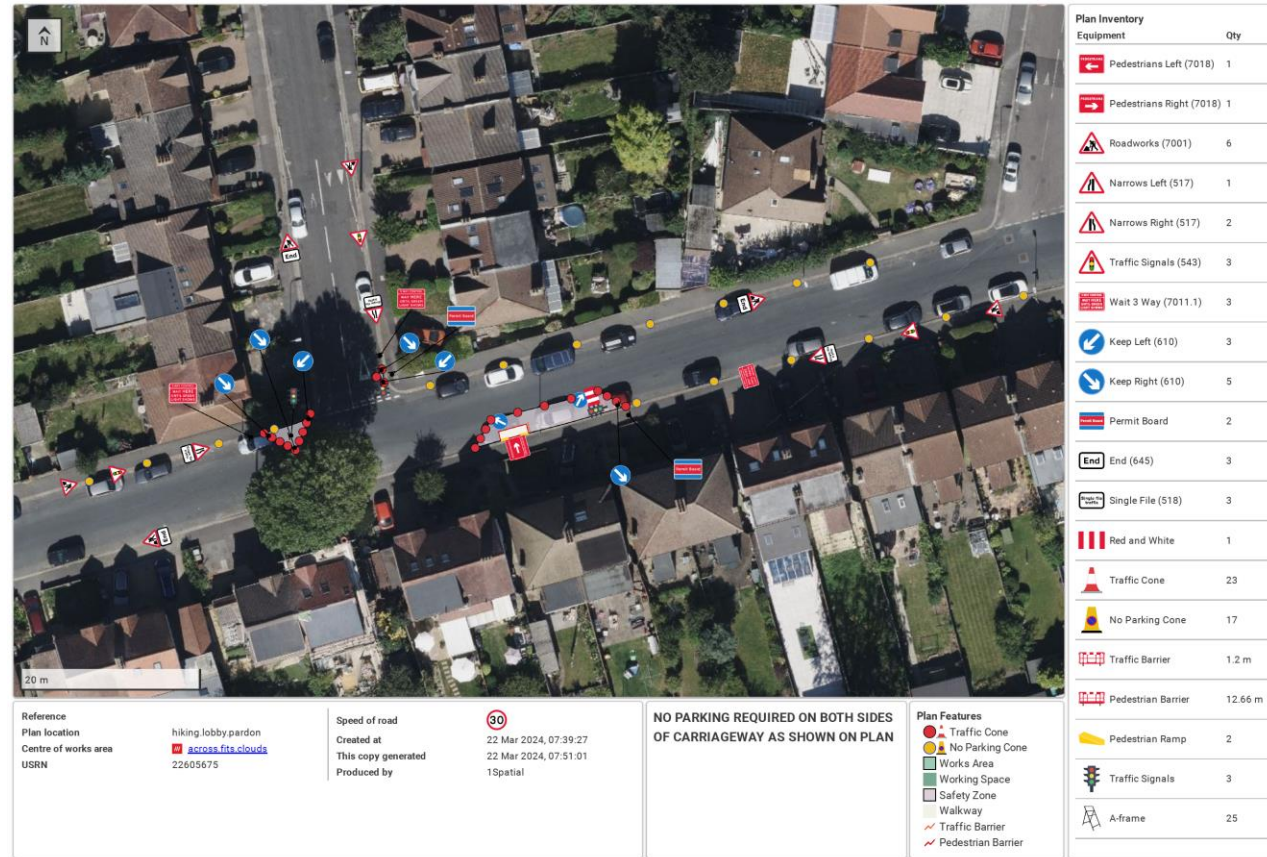 N
End
Permit Board
End
Permit Board
End
20 m
Plan Inventory
Equipment Qty
Pedestrians Left (7018) 1
Pedestrians Right (7018) 1
Roadworks (7001) 6
Narrows Left (517) 1
Narrows Right (517) 2
Traffic Signals (543) 3
Wait 3 Way (7011.1) 3
Keep Left (610) 3
Keep Right (610) 5
Permit Board 2
End End (645) 3
Single File (518) 3
Red and White 1
Traffic Cone 23
No Parking Cone 17
Traffic Barrier 1.2 m
Pedestrian Barrier 12.66 m
Pedestrian Ramp 2
Traffic Signals 3
A-frame 25
Reference
Plan location hiking.lobby.pardon
Centre of works area across.fits.clouds
USRN 22605675
Speed of road 30
Created at 22 Mar 2024, 07:39:27
This copy generated 22 Mar 2024, 07:51:01
Produced by 1Spatial
NO PARKING REQUIRED ON BOTH SIDES
OF CARRIAGEWAY AS SHOWN ON PLAN
Plan Features
Traffic Cone
No Parking Cone
Works Area
Working Space
Safety Zone
Walkway
Traffic Barrier
Pedestrian Barrier